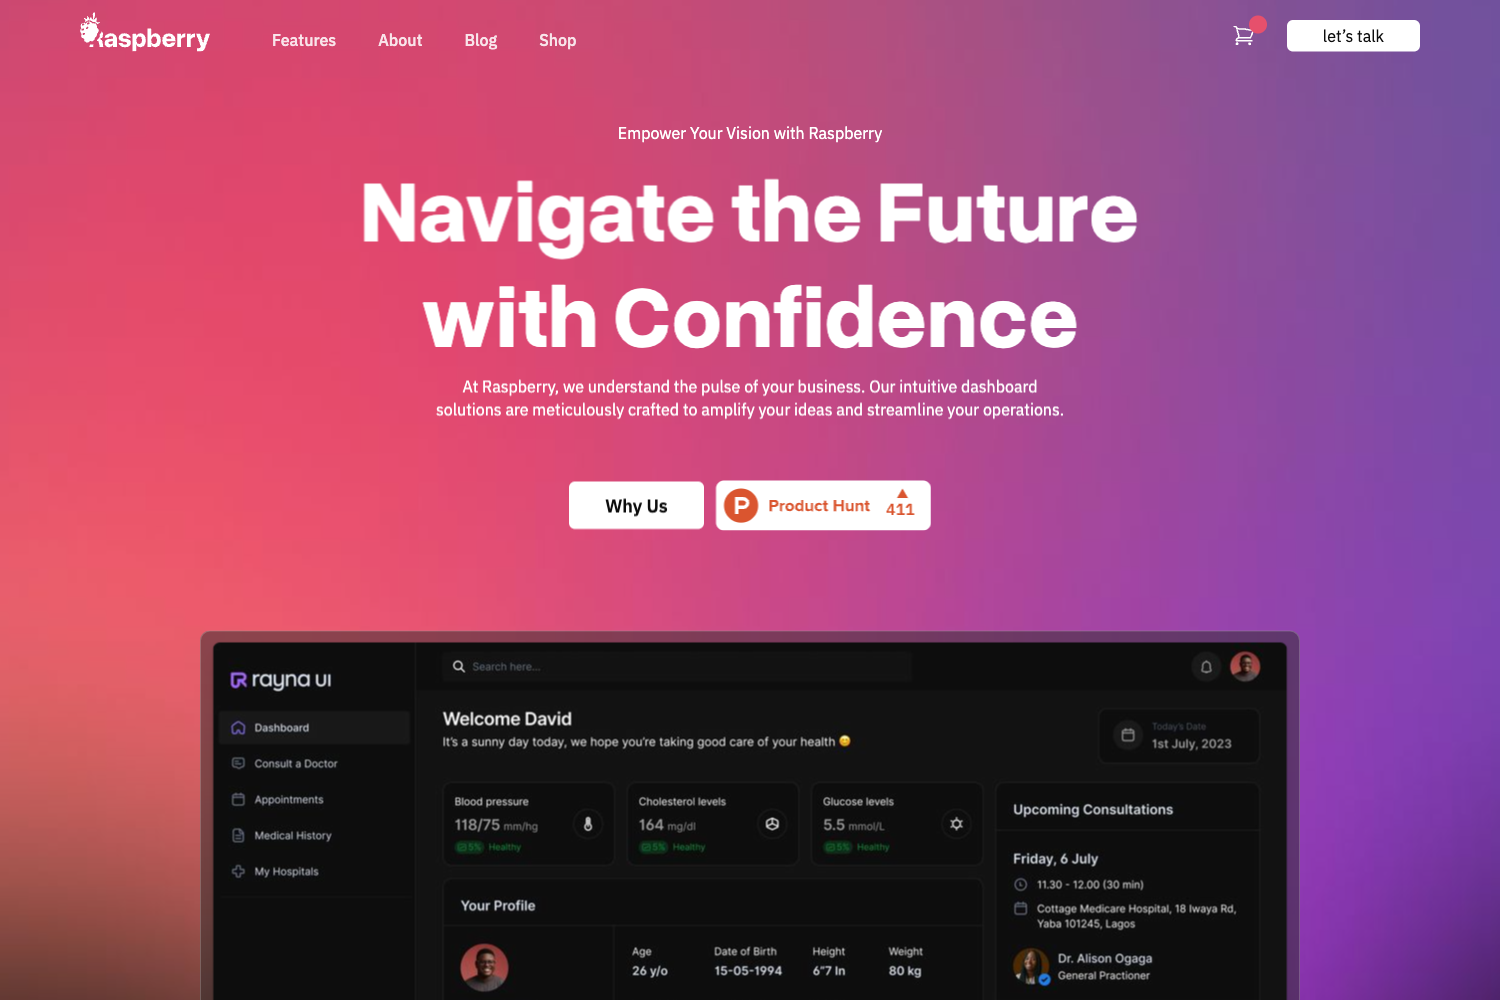 Raspberry
Features About Blog Shop
let's talk
Empower Your Vision with Raspberry
Navigate the Future
with Confidence
At Raspberry, we understand the pulse of your business. Our intuitive dashboard
solutions are meticulously crafted to amplify your ideas and streamline your operations.
Why Us
P Product Hunt 411
rayna UI
Search here...
Dashboard
Consult a Doctor
Appointments
Medical History
My Hospitals
Welcome David
It's a sunny day today, we hope you're taking good care of your health
Today's Date
1st July, 2023
Blood pressure
118/75 mm/hg
5% Healthy
Cholesterol levels
164 mg/dl
5% Healthy
Glucose levels
5.5 mmol/L
5% Healthy
Upcoming Consultations
Friday, 6 July
11.30 - 12.00 (30 min)
Cottage Medicare Hospital, 18 Iwaya Rd,
Yaba 101245, Lagos
Dr. Alison Ogaga
General Practioner
Your Profile
Age Date of Birth Height Weight
26 y/o 15-05-1994 6"7 In 80 kg